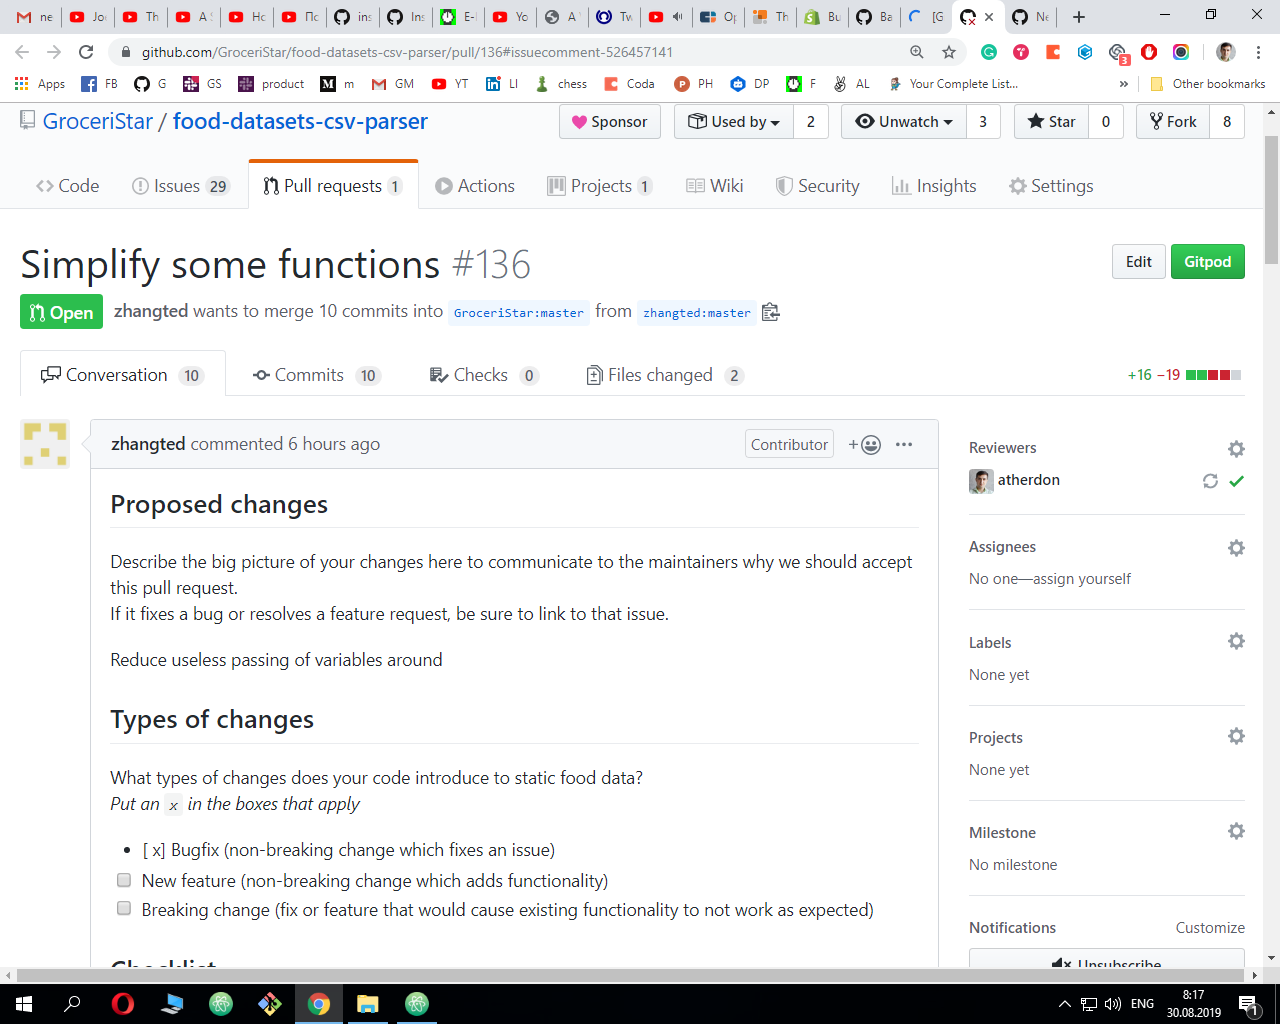 ne
Jo
Th
A S
Ho
По
ins
Ins
E-I
Yo
A
Tw
Op
Th
Bu
Ba
[G
Ne
github.com/GroceriStar/food-datasets-csv-parser/pull/136#issuecomment-526457141
3
Apps FB G GS product m GM YT LI chess Coda PH DP F AL Your Complete List... » Other bookmarks
GroceriStar / food-datasets-csv-parser
Sponsor Used by 2 Unwatch 3 Star 0 Fork 8
Code Issues 29 Pull requests 1 Actions Projects 1 Wiki Security Insights Settings
Simplify some functions #136
Edit Gitpod
Open zhangted wants to merge 10 commits into GroceriStar:master from zhangted:master
Conversation 10 Commits 10 Checks 0 Files changed 2 +16 −19
zhangted commented 6 hours ago Contributor
Proposed changes
Describe the big picture of your changes here to communicate to the maintainers why we should accept
this pull request.
If it fixes a bug or resolves a feature request, be sure to link to that issue.
Reduce useless passing of variables around
Types of changes
What types of changes does your code introduce to static food data?
Put an x in the boxes that apply
[ x] Bugfix (non-breaking change which fixes an issue)
New feature (non-breaking change which adds functionality)
Breaking change (fix or feature that would cause existing functionality to not work as expected)
Checklist
Reviewers
atherdon
Assignees
No one—assign yourself
Labels
None yet
Projects
None yet
Milestone
No milestone
Notifications Customize
Unsubscribe
ENG
8:17
30.08.2019
1